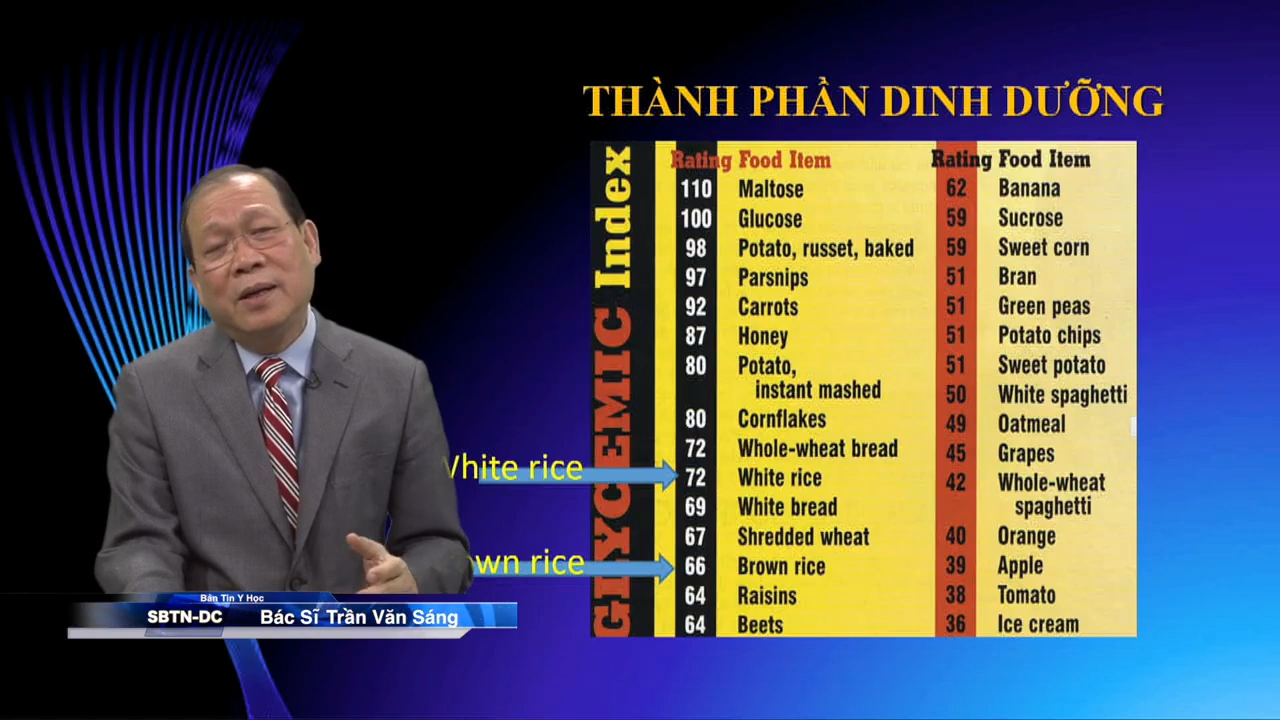 THÀNH PHẦN DINH DƯỠNG
GLYCEMIC Index
Rating Food Item
110 Maltose
100 Glucose
98 Potato, russet, baked
97 Parsnips
92 Carrots
87 Honey
80 Potato,
instant mashed
80 Cornflakes
72 Whole-wheat bread
72 White rice
69 White bread
67 Shredded wheat
66 Brown rice
64 Raisins
64 Beets
Rating Food Item
62 Banana
59 Sucrose
59 Sweet corn
51 Bran
51 Green peas
51 Potato chips
51 Sweet potato
50 White spaghetti
49 Oatmeal
45 Grapes
42 Whole-wheat
spaghetti
40 Orange
39 Apple
38 Tomato
36 Ice cream
White rice
own rice
Bản Tin Y Học
SBTN-DC Bác Sĩ Trần Văn Sáng